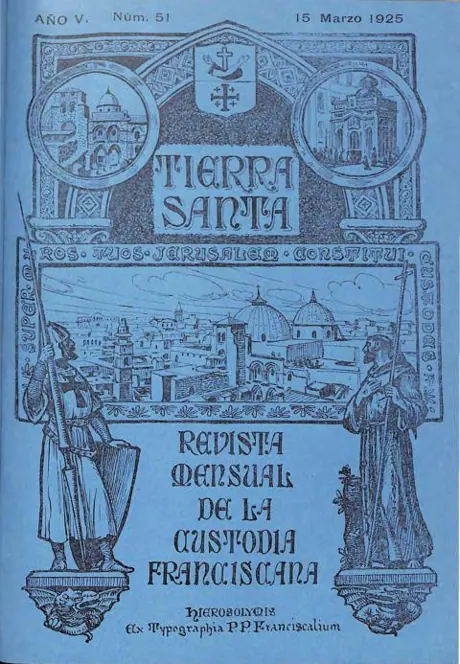 AÑO V. Núm. 51 15 Marzo 1925
TIERRA
SANTA
SUPER MUROS TUOS JERUSALEM CONSTITUI CUSTODES
REVISTA
MENSUAL
DE LA
CUSTODIA
FRANCISCANA
HIEROSOLYMIS
Ex Typographia P.P. Franciscalium